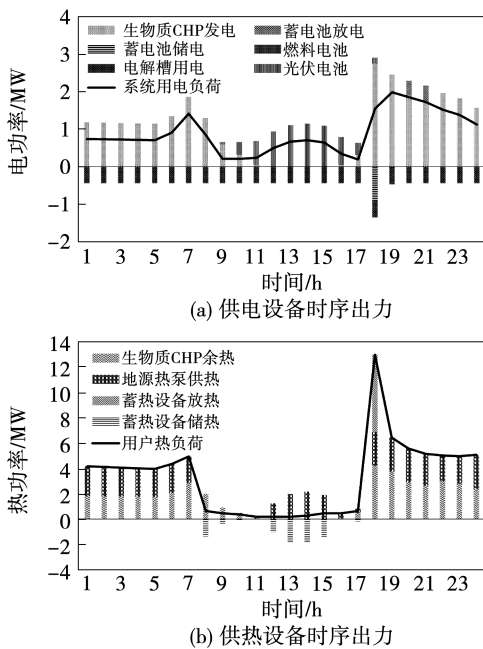 4
3
2
1
0
−1
−2
电功率/MW
生物质CHP发电
蓄电池放电
蓄电池储电
燃料电池
电解槽用电
光伏电池
系统用电负荷
1 3 5 7 9 11 13 15 17 19 21 23
时间/h
(a) 供电设备时序出力
14
12
10
8
6
4
2
0
−2
−4
热功率/MW
生物质CHP余热
地源热泵供热
蓄热设备放热
蓄热设备储热
用户热负荷
1 3 5 7 9 11 13 15 17 19 21 23
时间/h
(b) 供热设备时序出力